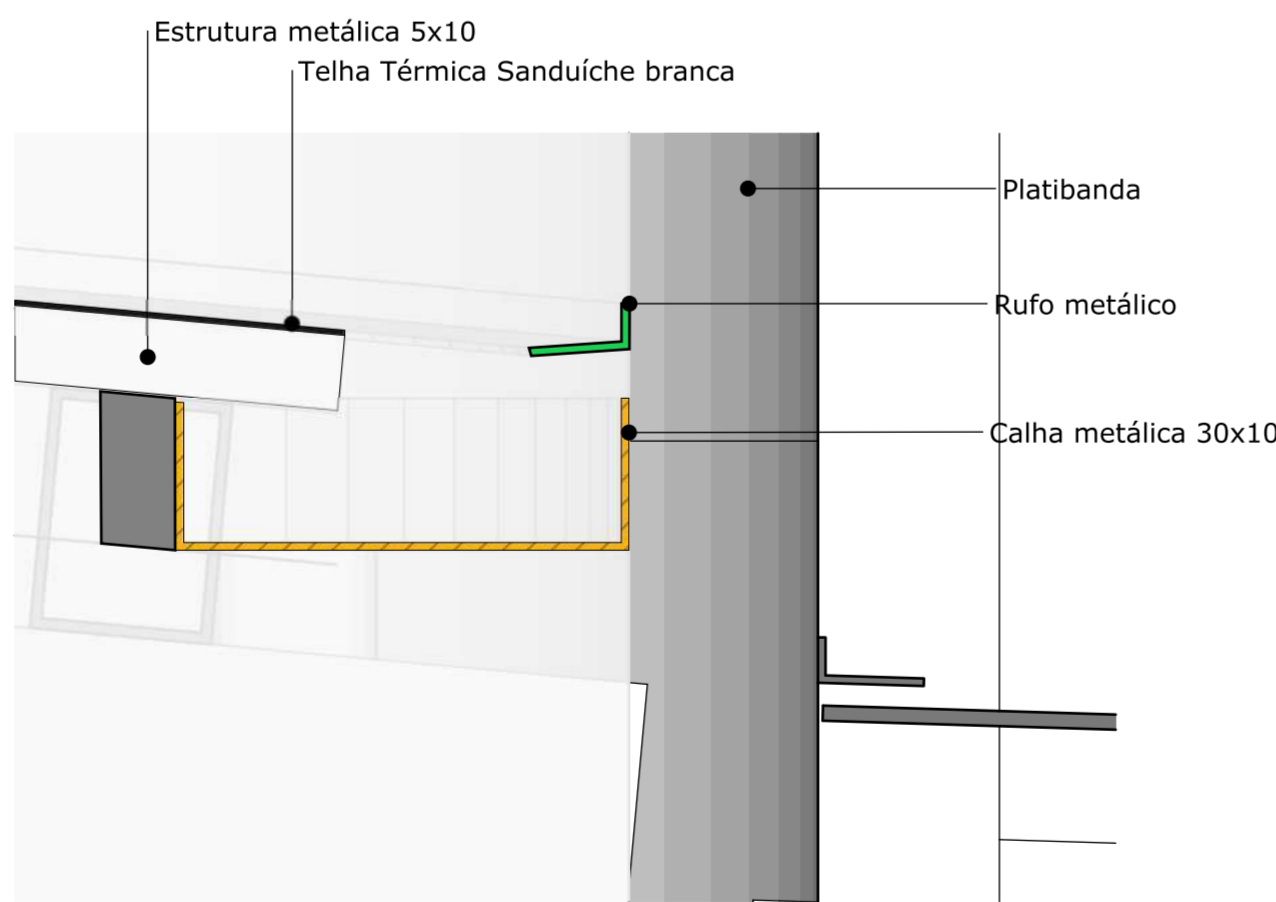 Estrutura metálica 5x10
Telha Térmica Sanduíche branca
Platibanda
Rufo metálico
Calha metálica 30x10